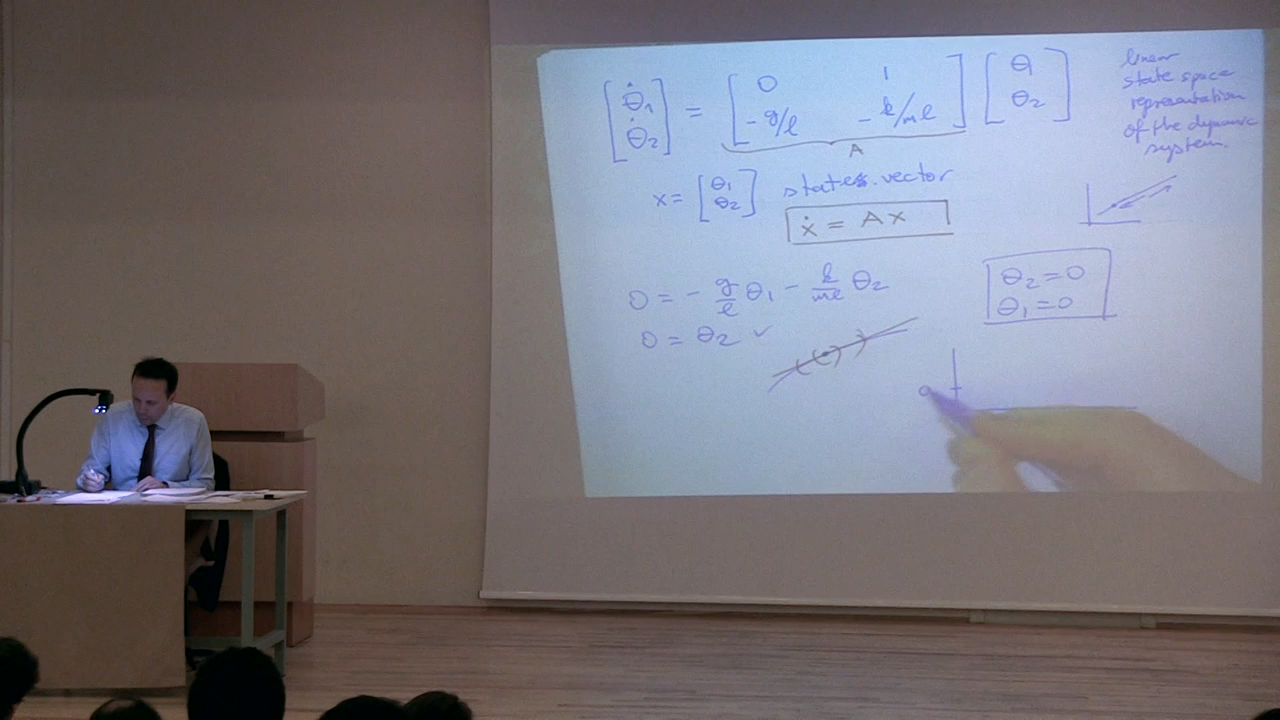 [θ̇1 θ̇2] = [0 1 -g/l -k/ml] [θ1 θ2]
A
linear
state space
representation
of the dynamic
system.
x = [θ1 θ2] states vector
ẋ = Ax
0 = - g/l θ1 - k/ml θ2
0 = θ2 ✓
θ2 = 0
θ1 = 0
0